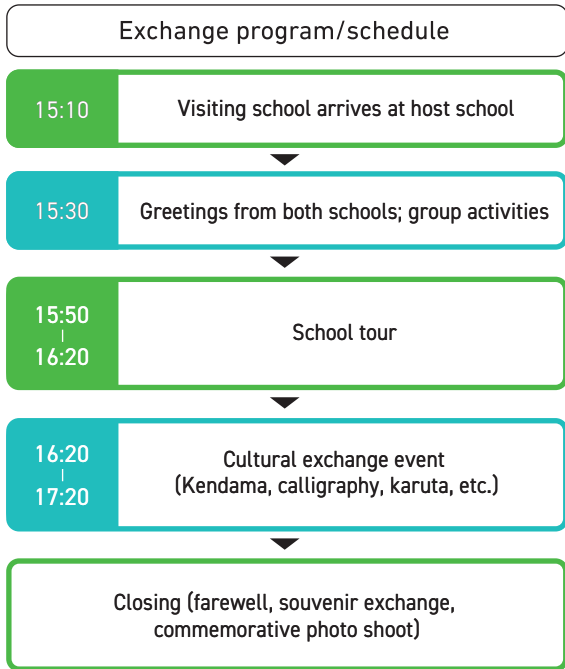 Exchange program/schedule
15:10
Visiting school arrives at host school
15:30
Greetings from both schools; group activities
15:50
|
16:20
School tour
16:20
|
17:20
Cultural exchange event
(Kendama, calligraphy, karuta, etc.)
Closing (farewell, souvenir exchange,
commemorative photo shoot)